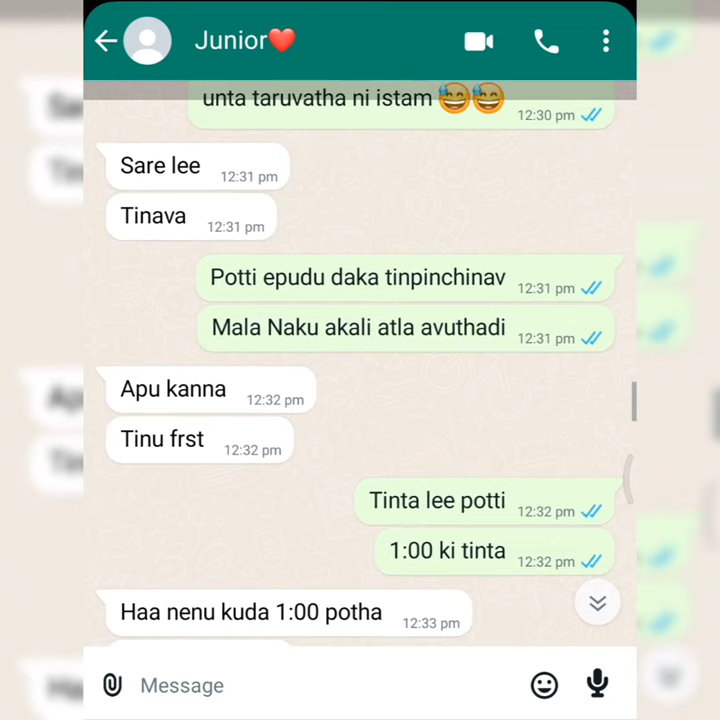 Junior❤️
unta taruvatha ni istam 😅😅 12:30 pm
Sare lee 12:31 pm
Tinava 12:31 pm
Potti epudu daka tinpinchinav 12:31 pm
Mala Naku akali atla avuthadi 12:31 pm
Apu kanna 12:32 pm
Tinu frst 12:32 pm
Tinta lee potti 12:32 pm
1:00 ki tinta 12:32 pm
Haa nenu kuda 1:00 potha 12:33 pm
Message